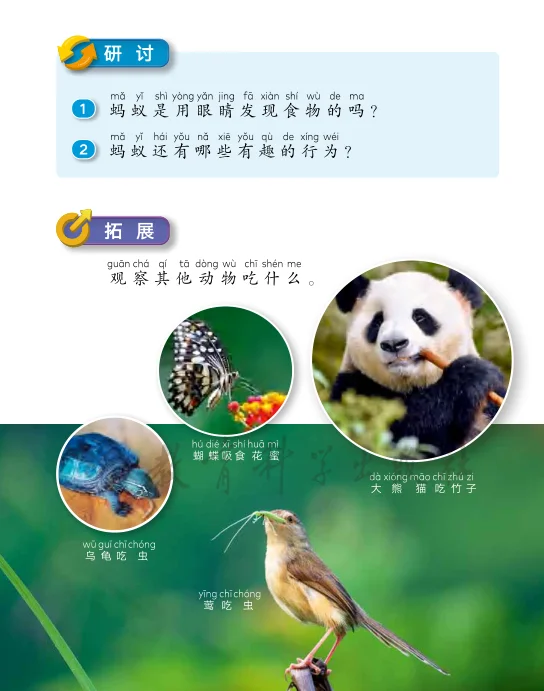 研讨
mǎ yǐ shì yòng yǎn jing fā xiàn shí wù de ma
1 蚂蚁是用眼睛发现食物的吗？
mǎ yǐ hái yǒu nǎ xiē yǒu qù de xíng wéi
2 蚂蚁还有哪些有趣的行为？
拓展
guān chá qí tā dòng wù chī shén me
观察其他动物吃什么。
hú dié xī shí huā mì
蝴蝶吸食花蜜
dà xióng māo chī zhú zi
大熊猫吃竹子
wū guī chī chóng
乌龟吃虫
yīng chī chóng
莺吃虫